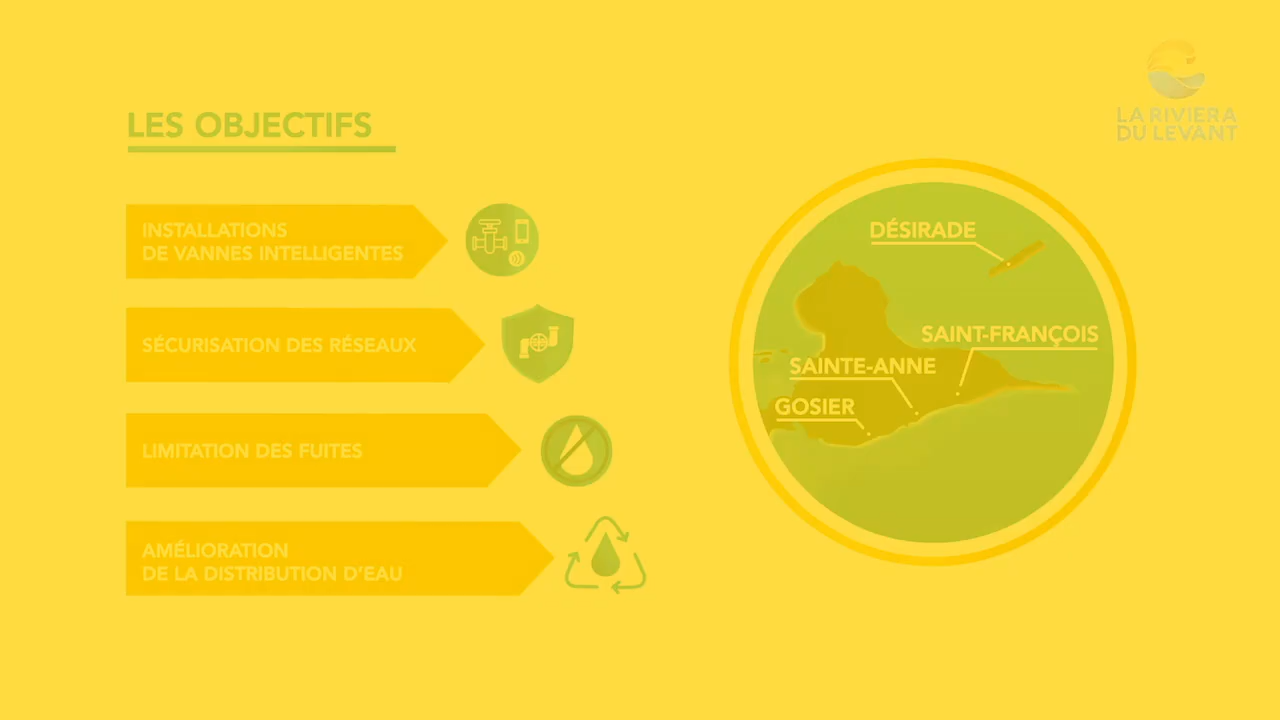 LA RIVIERA
DU LEVANT
LES OBJECTIFS
INSTALLATIONS
DE VANNES INTELLIGENTES
SÉCURISATION DES RÉSEAUX
LIMITATION DES FUITES
AMÉLIORATION
DE LA DISTRIBUTION D'EAU
DÉSIRADE
SAINT-FRANÇOIS
SAINTE-ANNE
GOSIER